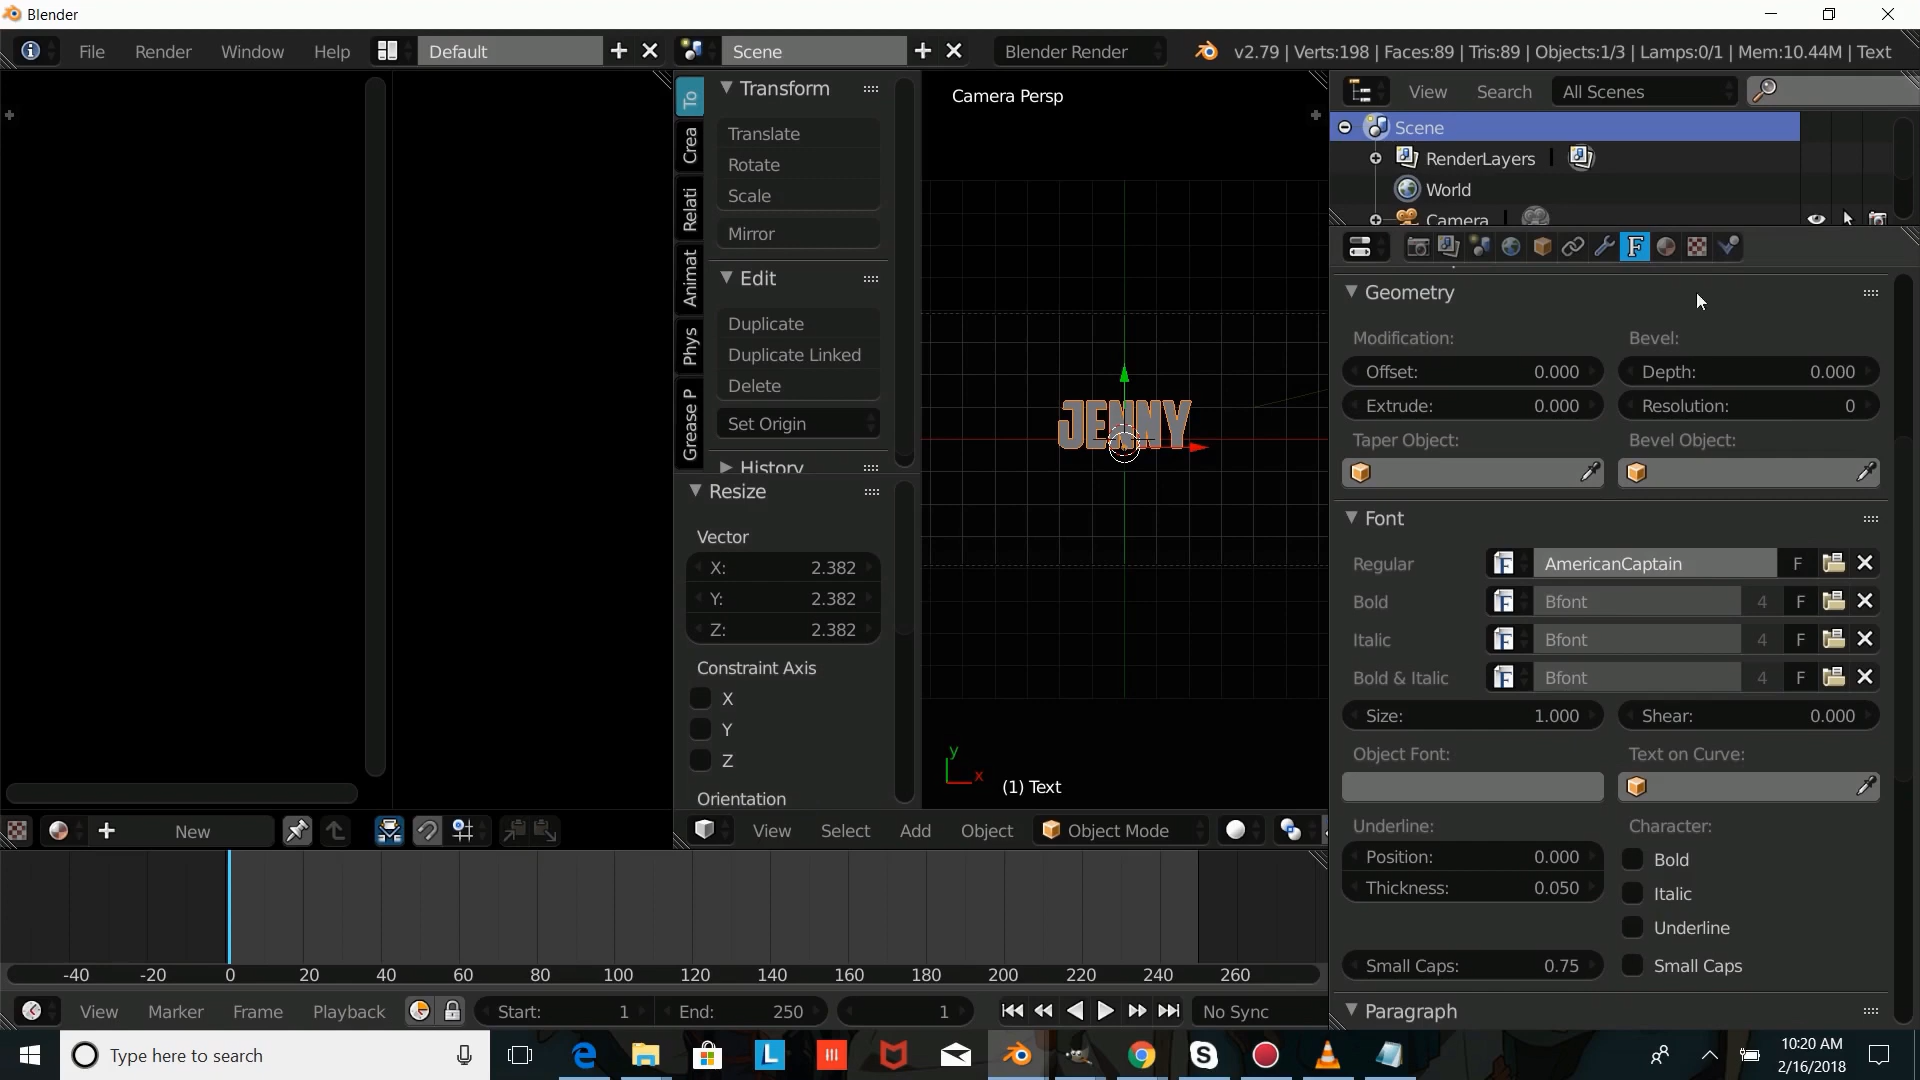 Blender
File Render Window Help Default Scene Blender Render v2.79 | Verts:198 | Faces:89 | Tris:89 | Objects:1/3 | Lamps:0/1 | Mem:10.44M | Text
To
Crea
Relati
Animat
Phys
Grease P
Transform
Translate
Rotate
Scale
Mirror
Edit
Duplicate
Duplicate Linked
Delete
Set Origin
History
Resize
Vector
X: 2.382
Y: 2.382
Z: 2.382
Constraint Axis
X
Y
Z
Orientation
Camera Persp
JENNY
y
x
(1) Text
View Search All Scenes
Scene
RenderLayers
World
Camera
Geometry
Modification: Bevel:
Offset: 0.000 Depth: 0.000
Extrude: 0.000 Resolution: 0
Taper Object: Bevel Object:
Font
Regular F AmericanCaptain F
Bold F Bfont 4 F
Italic F Bfont 4 F
Bold & Italic F Bfont 4 F
Size: 1.000 Shear: 0.000
Object Font: Text on Curve:
Underline: Character:
Position: 0.000 Bold
Thickness: 0.050 Italic
Underline
Small Caps: 0.75 Small Caps
Paragraph
New
View Select Add Object Object Mode
-40 -20 0 20 40 60 80 100 120 140 160 180 200 220 240 260
View Marker Frame Playback Start: 1 End: 250 1 No Sync
Type here to search
L
10:20 AM
2/16/2018